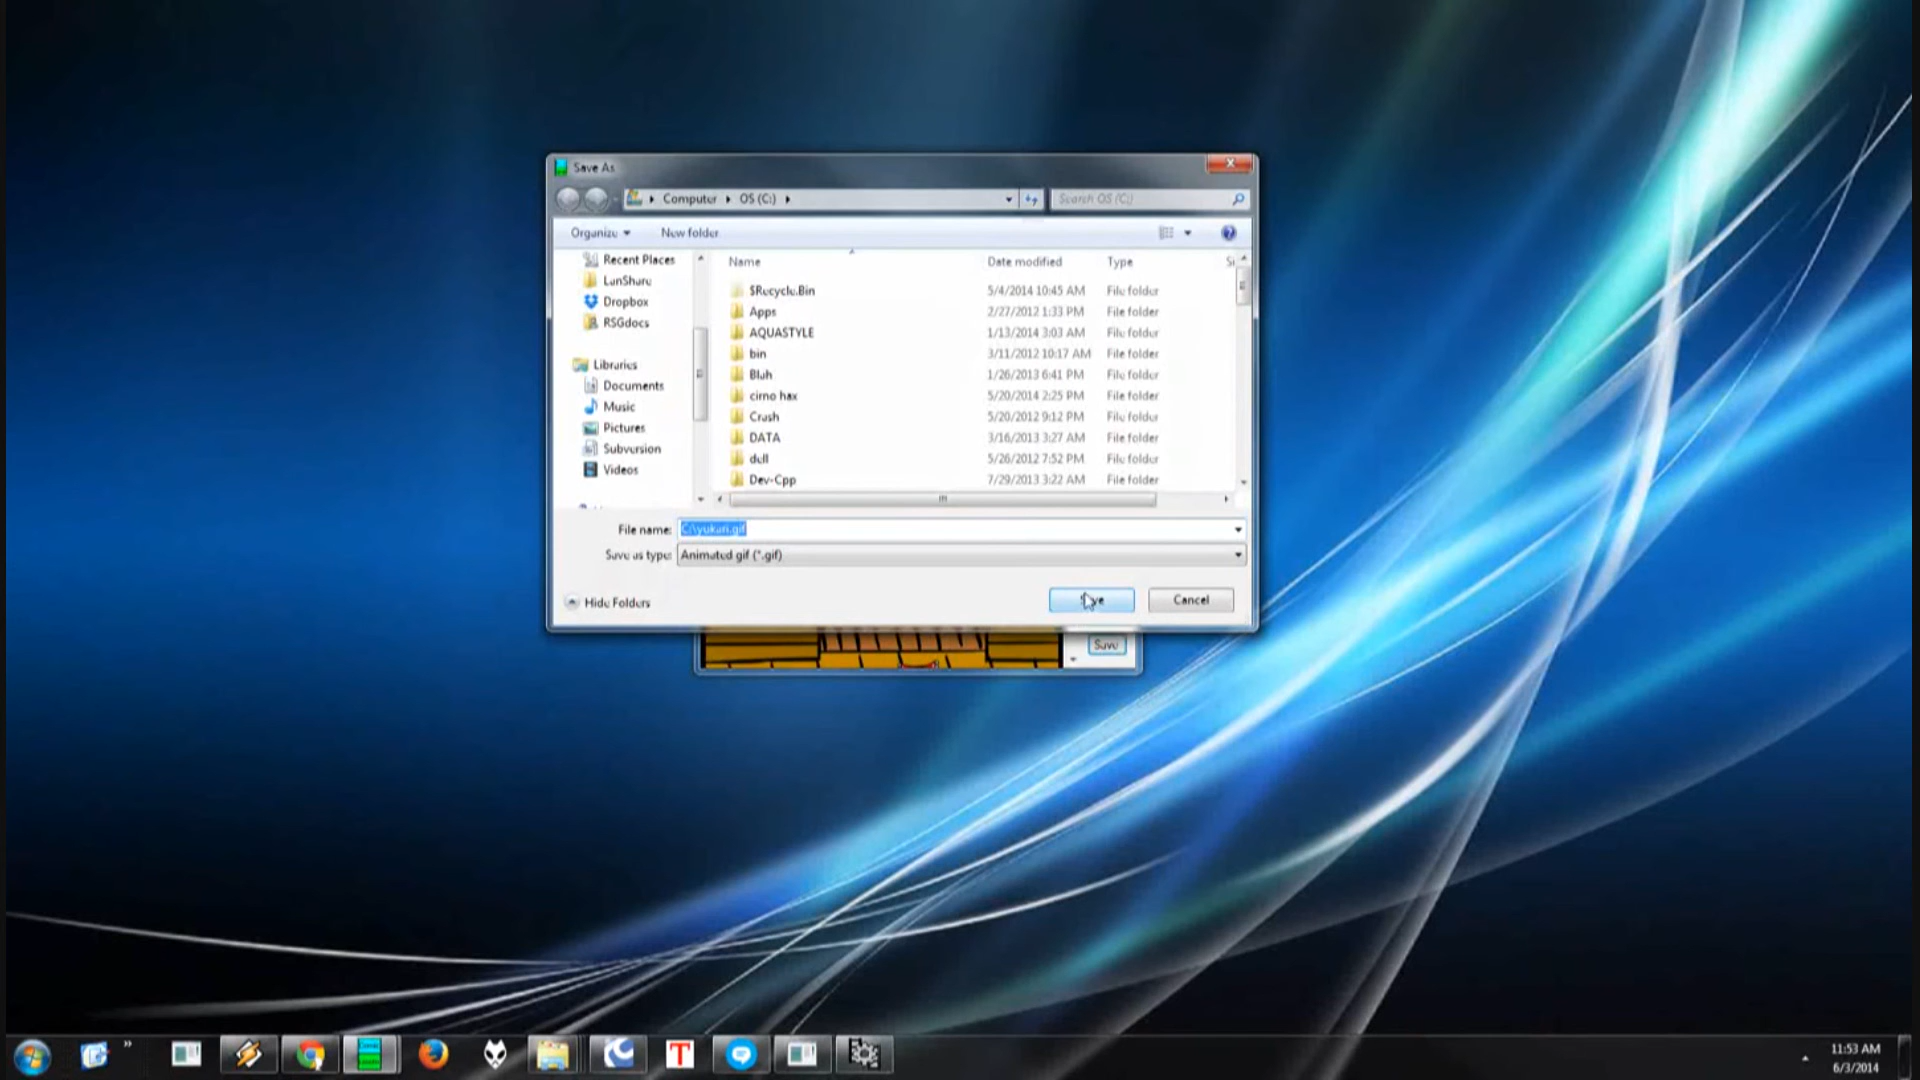 Save As
Computer OS (C:)
Search OS (C:)
Organize New folder
Recent Places
LanShare
Dropbox
RSGdocs
Libraries
Documents
Music
Pictures
Subversion
Videos
Name Date modified Type Si
$Recycle.Bin 5/4/2014 10:45 AM File folder
Apps 2/27/2012 1:33 PM File folder
AQUASTYLE 1/13/2014 3:03 AM File folder
bin 3/11/2012 10:17 AM File folder
Blah 1/26/2013 6:41 PM File folder
cirno hax 5/20/2014 2:25 PM File folder
Crash 5/20/2012 9:12 PM File folder
DATA 3/16/2013 3:27 AM File folder
dell 5/26/2012 7:52 PM File folder
Dev-Cpp 7/29/2013 3:22 AM File folder
File name: C:\yukari.gif
Save as type: Animated gif (*.gif)
Hide Folders
Cancel
Save
11:53 AM
6/3/2014